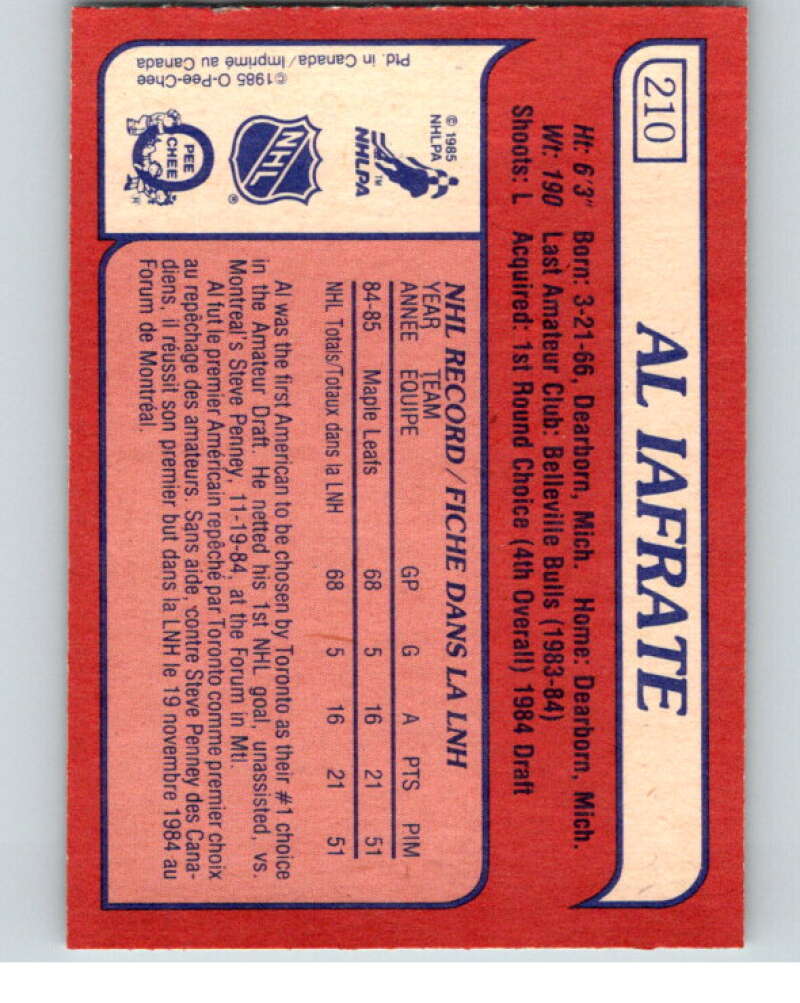 210
AL IAFRATE
Ht: 6'3" Born: 3-21-66, Dearborn, Mich. Home: Dearborn, Mich.
Wt: 190 Last Amateur Club: Belleville Bulls (1983-84)
Shoots: L Acquired: 1st Round Choice (4th Overall) 1984 Draft
© 1985
NHLPA
NHLPA™
NHL®
O
PEE
CHEE
©1985 O-Pee-Chee
Ptd. in Canada/Imprimé au Canada
NHL RECORD/FICHE DANS LA LNH
YEAR TEAM
ANNÉE ÉQUIPE GP G A PTS PIM
84-85 Maple Leafs 68 5 16 21 51
NHL Totals/Totaux dans la LNH 68 5 16 21 51
Al was the first American to be chosen by Toronto as their #1 choice
in the Amateur Draft. He netted his 1st NHL goal, unassisted, vs.
Montreal's Steve Penney, 11-19-84, at the Forum in Mtl.
Al fut le premier Américain repêché par Toronto comme premier choix
au repêchage des amateurs. Sans aide, contre Steve Penney des Cana-
diens, il réussit son premier but dans la LNH le 19 novembre 1984 au
Forum de Montréal.